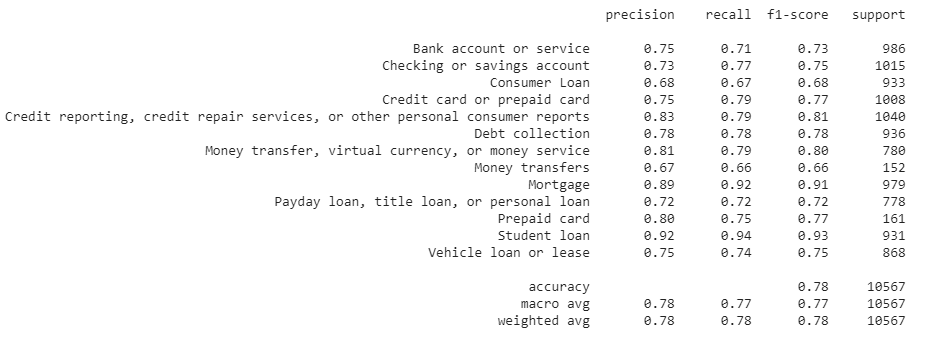 precision recall f1-score support
Bank account or service 0.75 0.71 0.73 986
Checking or savings account 0.73 0.77 0.75 1015
Consumer Loan 0.68 0.67 0.68 933
Credit card or prepaid card 0.75 0.79 0.77 1008
Credit reporting, credit repair services, or other personal consumer reports 0.83 0.79 0.81 1040
Debt collection 0.78 0.78 0.78 936
Money transfer, virtual currency, or money service 0.81 0.79 0.80 780
Money transfers 0.67 0.66 0.66 152
Mortgage 0.89 0.92 0.91 979
Payday loan, title loan, or personal loan 0.72 0.72 0.72 778
Prepaid card 0.80 0.75 0.77 161
Student loan 0.92 0.94 0.93 931
Vehicle loan or lease 0.75 0.74 0.75 868
accuracy 0.78 10567
macro avg 0.78 0.77 0.77 10567
weighted avg 0.78 0.78 0.78 10567